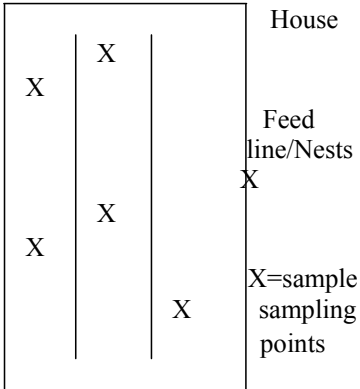 House
X
X
Feed
line/Nests
X
X
X
X=sample
sampling
X
points